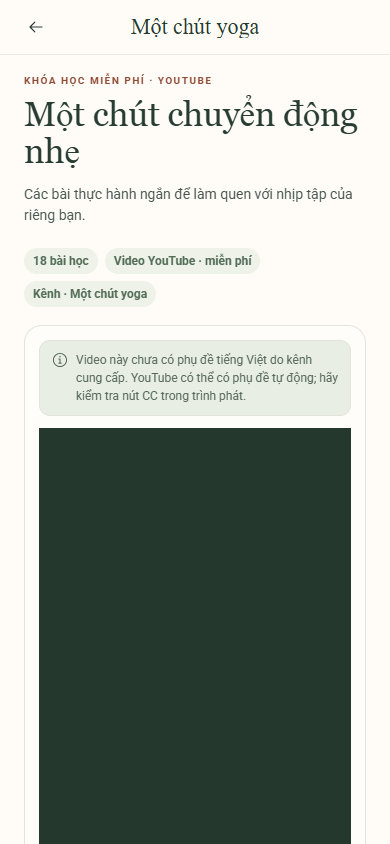 Một chút yoga
KHÓA HỌC MIỄN PHÍ · YOUTUBE
Một chút chuyển động
nhẹ
Các bài thực hành ngắn để làm quen với nhịp tập của
riêng bạn.
18 bài học
Video YouTube · miễn phí
Kênh · Một chút yoga
Video này chưa có phụ đề tiếng Việt do kênh
cung cấp. YouTube có thể có phụ đề tự động; hãy
kiểm tra nút CC trong trình phát.